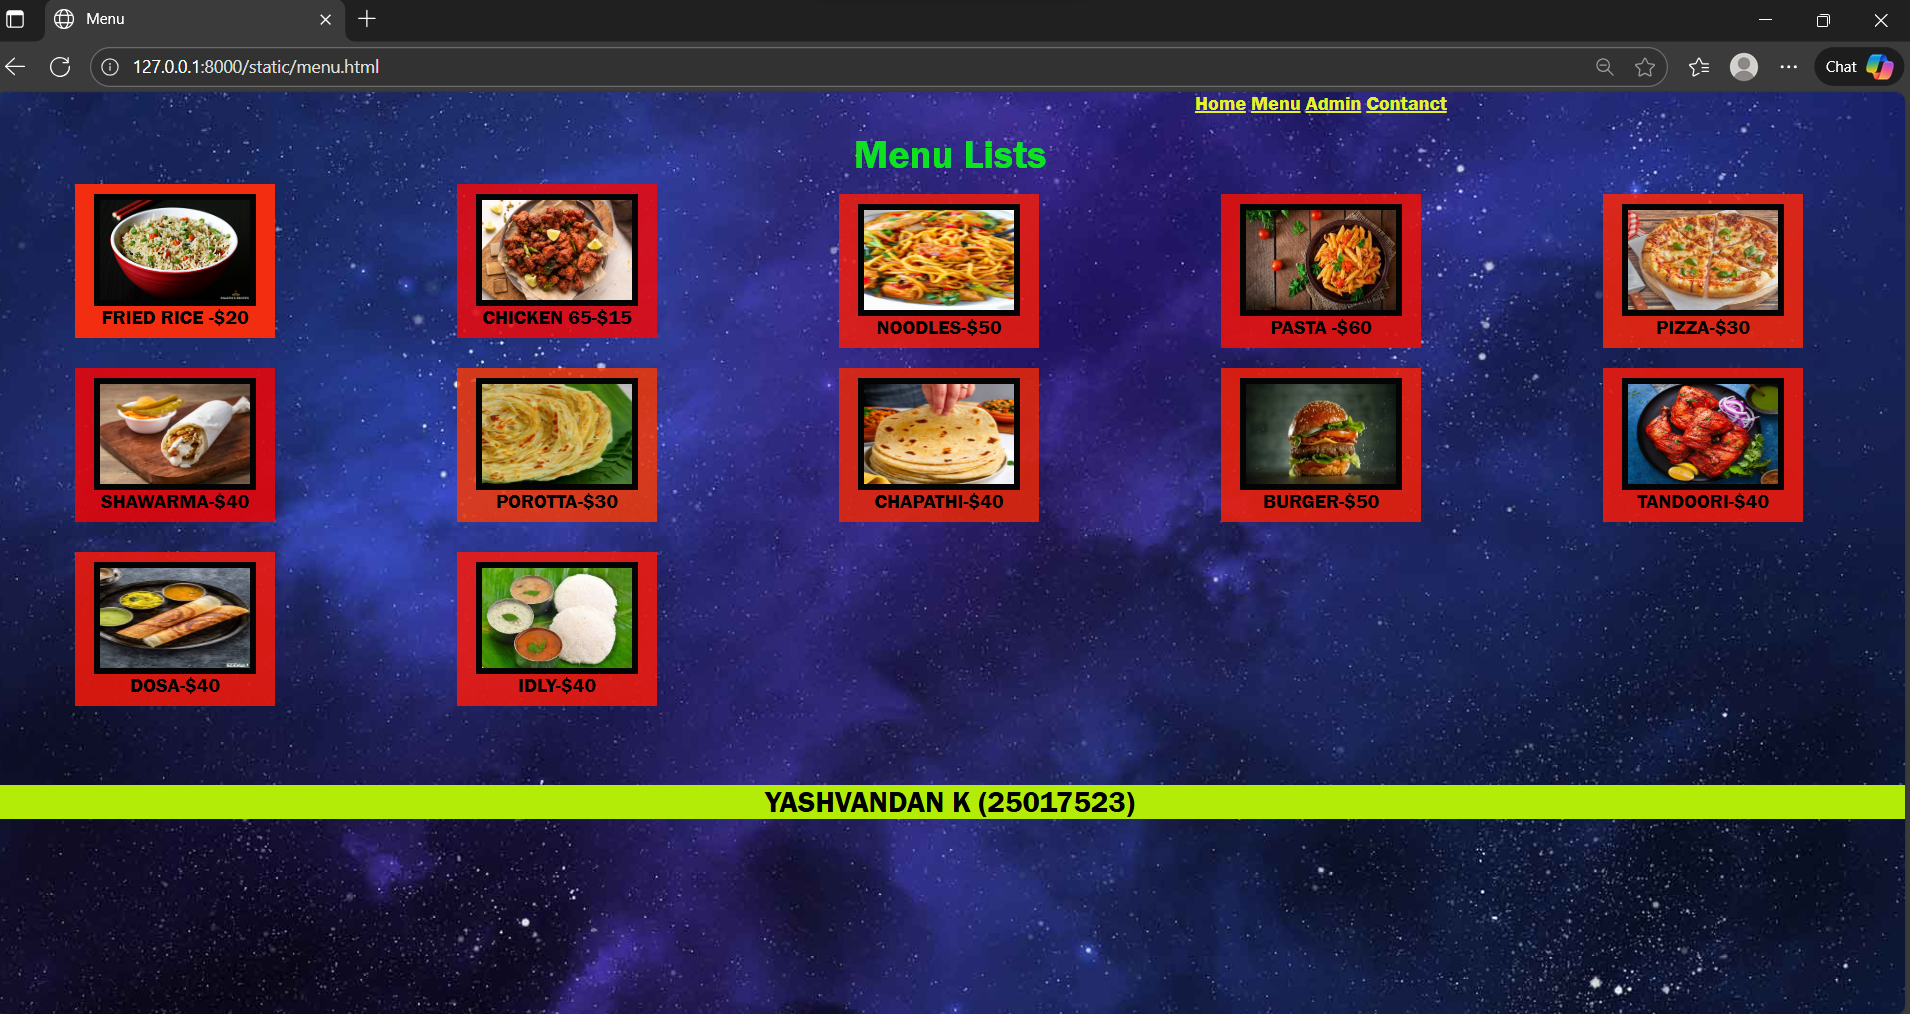 Menu
127.0.0.1:8000/static/menu.html
Chat
Home Menu Admin Contanct
Menu Lists
FRIED RICE -$20
CHICKEN 65-$15
NOODLES-$50
PASTA -$60
PIZZA-$30
SHAWARMA-$40
POROTTA-$30
CHAPATHI-$40
BURGER-$50
TANDOORI-$40
DOSA-$40
IDLY-$40
YASHVANDAN K (25017523)